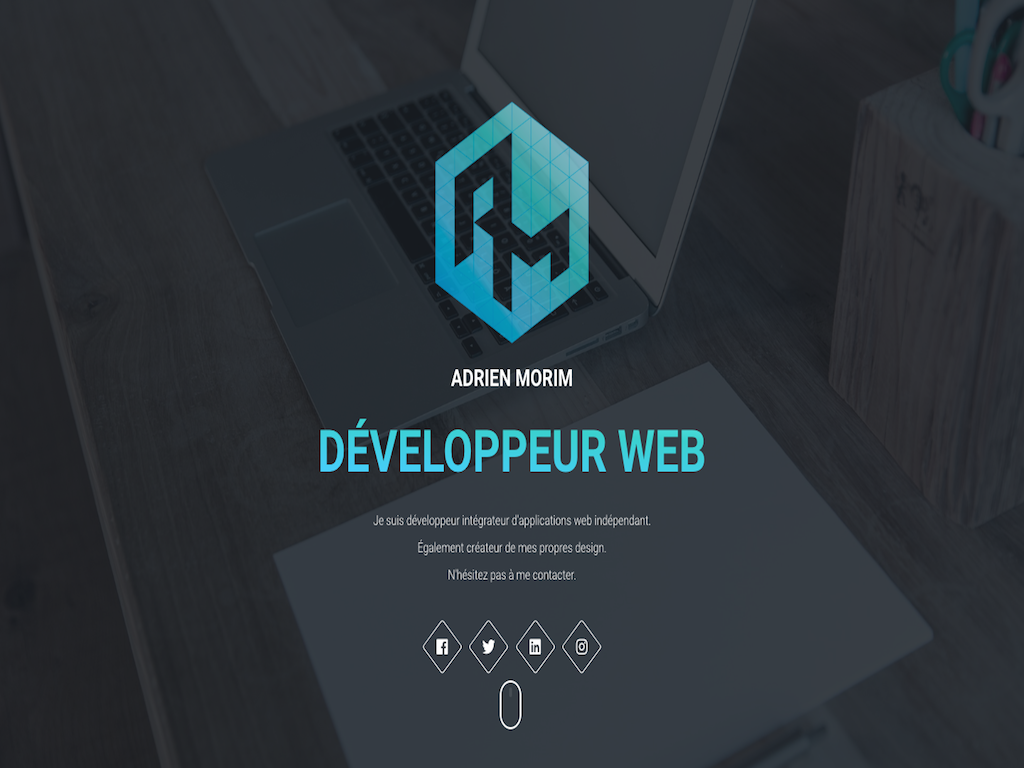 AM
ADRIEN MORIM
DÉVELOPPEUR WEB
Je suis développeur intégrateur d'applications web indépendant.
Également créateur de mes propres design.
N'hésitez pas à me contacter.